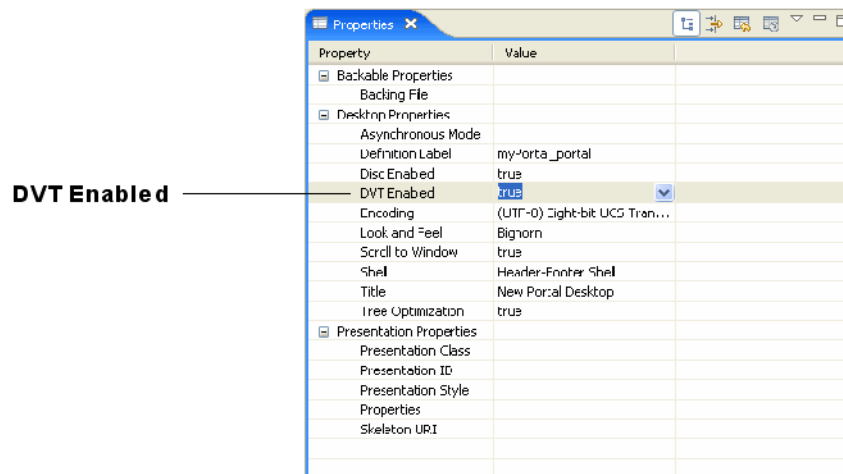 Properties
Property Value
Backable Properties
Backing File
Desktop Properties
Asynchronous Mode
Definition Label myPortal_portal
Disc Enabled true
DVT Enabled
DVT Enabled true
Encoding (UTF-8) Eight-bit UCS Tran...
Look and Feel Bighorn
Scroll to Window true
Shell Header-Footer Shell
Title New Portal Desktop
Tree Optimization true
Presentation Properties
Presentation Class
Presentation ID
Presentation Style
Properties
Skeleton URI